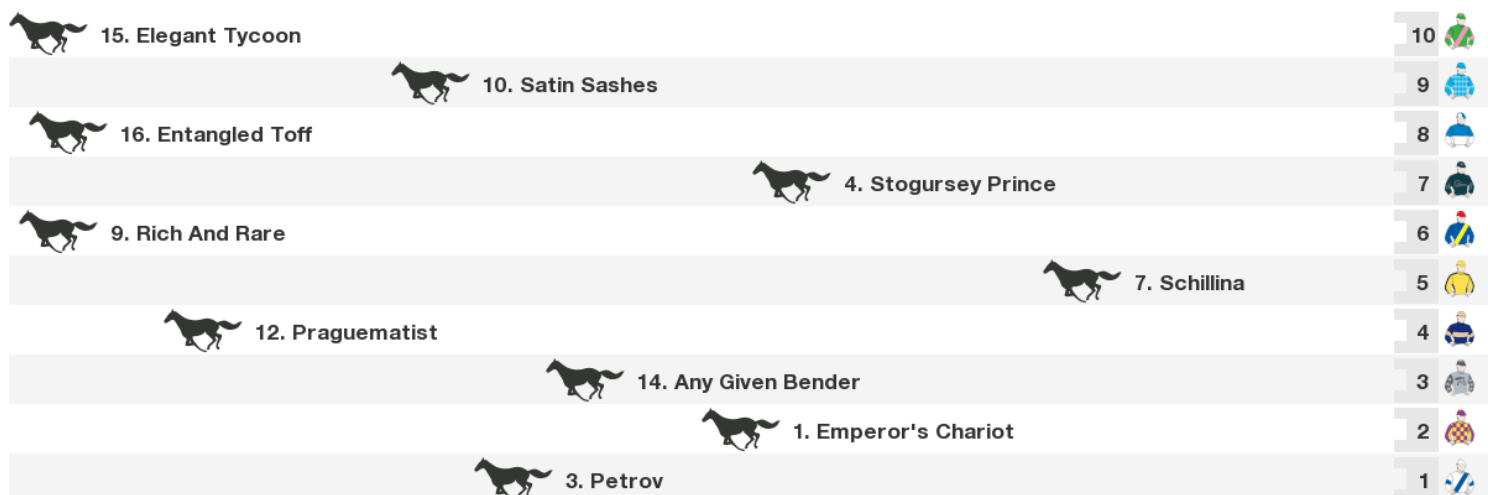 15. Elegant Tycoon 10
10. Satin Sashes 9
16. Entangled Toff 8
4. Stogursey Prince 7
9. Rich And Rare 6
7. Schillina 5
12. Praguematist 4
14. Any Given Bender 3
1. Emperor's Chariot 2
3. Petrov 1